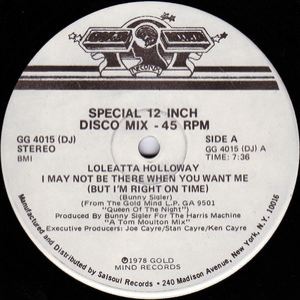 Records
SPECIAL 12 INCH
DISCO MIX - 45 RPM
GG 4015 (DJ)
STEREO
BMI
SIDE A
GG 4015 (DJ) A
TIME: 7:36
LOLEATTA HOLLOWAY
I MAY NOT BE THERE WHEN YOU WANT ME
(BUT I'M RIGHT ON TIME)
(Bunny Sigler)
(From The Gold Mind L.P. GA 9501
"Queen Of The Night")
Produced By Bunny Sigler For The Harris Machine
"A Tom Moulton Mix"
Executive Producers: Joe Cayre/Stan Cayre/Ken Cayre
©1978 GOLD
MIND RECORDS
Manufactured and Distributed by Salsoul Records • 240 Madison Avenue, New York, N.Y. 10016